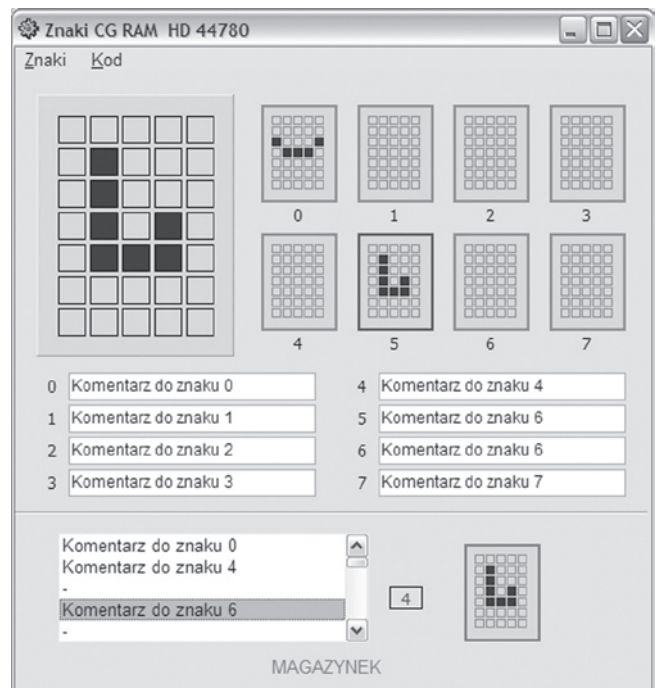 Znaki CG RAM HD 44780
Znaki Kod
0 1 2 3
4 5 6 7
0 Komentarz do znaku 0
1 Komentarz do znaku 1
2 Komentarz do znaku 2
3 Komentarz do znaku 3
4 Komentarz do znaku 4
5 Komentarz do znaku 6
6 Komentarz do znaku 6
7 Komentarz do znaku 7
Komentarz do znaku 0
Komentarz do znaku 4
-
Komentarz do znaku 6
-
4
MAGAZYNEK